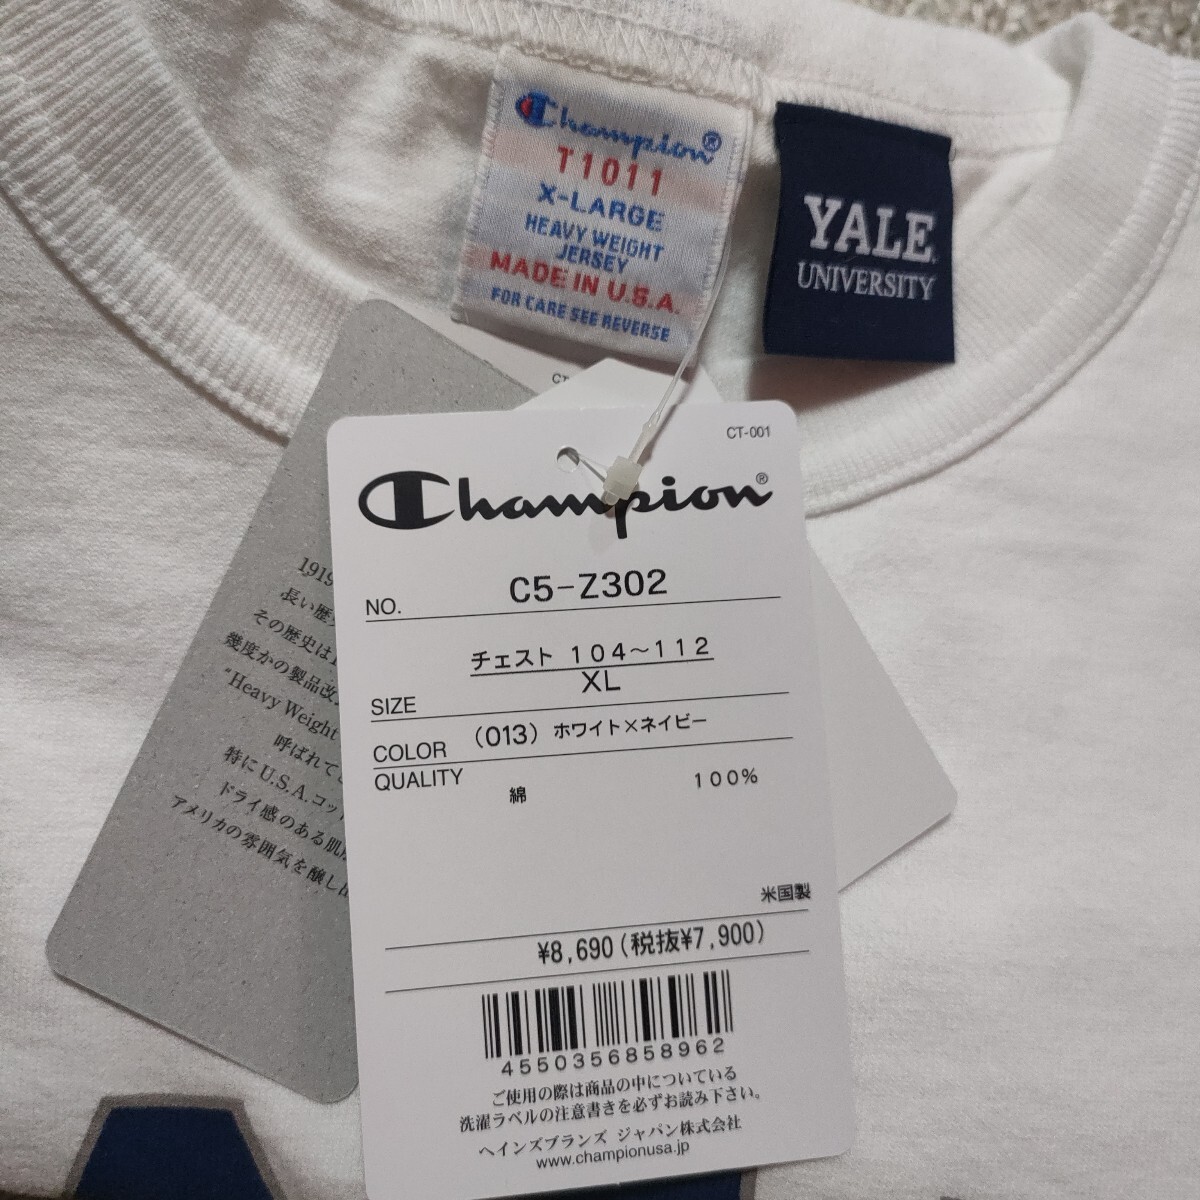 Champion®
T1011
X-LARGE
HEAVY WEIGHT
JERSEY
MADE IN U.S.A.
FOR CARE SEE REVERSE
YALE
UNIVERSITY
CT
CT-001
Champion®
NO. C5-Z302
チェスト 104～112
SIZE XL
COLOR (013) ホワイト×ネイビー
QUALITY
綿 100%
米国製
¥8,690(税抜¥7,900)
4550356858962
ご使用の際は商品の中についている
洗濯ラベルの注意書きを必ずお読み下さい。
ヘインズブランズ ジャパン株式会社
www.championusa.jp
1919
長い歴
その歴史は
幾度かの製品改
"Heavy Weight
呼ばれて
特にU.S.A.コッ
ドライ感のある肌
アメリカの雰囲気を醸し